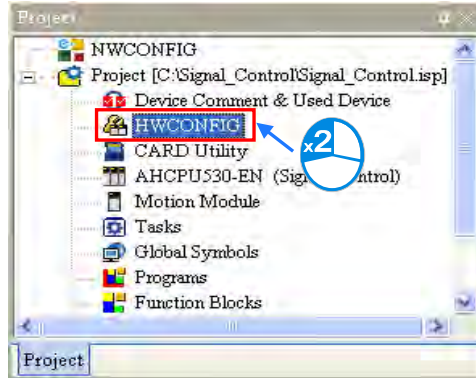 Project
NWCONFIG
Project [C:\Signal_Control\Signal_Control.isp]
Device Comment & Used Device
HWCONFIG
x2
CARD Utility
AHCPU530-EN (Sig ntrol)
Motion Module
Tasks
Global Symbols
Programs
Function Blocks
Project